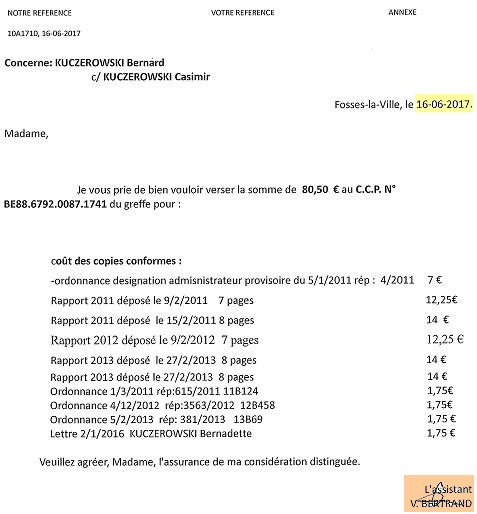 NOTRE REFERENCE VOTRE REFERENCE ANNEXE
10A1710, 16-06-2017
Concerne: KUCZEROWSKI Bernard
c/ KUCZEROWSKI Casimir
Fosses-la-Ville, le 16-06-2017.
Madame,
Je vous prie de bien vouloir verser la somme de 80,50 € au C.C.P. N°
BE88.6792.0087.1741 du greffe pour :
coût des copies conformes :
-ordonnance designation admisnistrateur provisoire du 5/1/2011 rép : 4/2011 7 €
Rapport 2011 déposé le 9/2/2011 7 pages 12,25€
Rapport 2011 déposé le 15/2/2011 8 pages 14 €
Rapport 2012 déposé le 9/2/2012 7 pages 12,25 €
Rapport 2013 déposé le 27/2/2013 8 pages 14 €
Rapport 2013 déposé le 27/2/2013 8 pages 14 €
Ordonnance 1/3/2011 rép:615/2011 11B124 1,75€
Ordonnance 4/12/2012 rép:3563/2012 12B458 1,75€
Ordonnance 5/2/2013 rép: 381/2013 13B69 1,75€
Lettre 2/1/2016 KUCZEROWSKI Bernadette 1,75 €
Veuillez agréer, Madame, l'assurance de ma considération distinguée.
L'assistant
V. BERTRAND